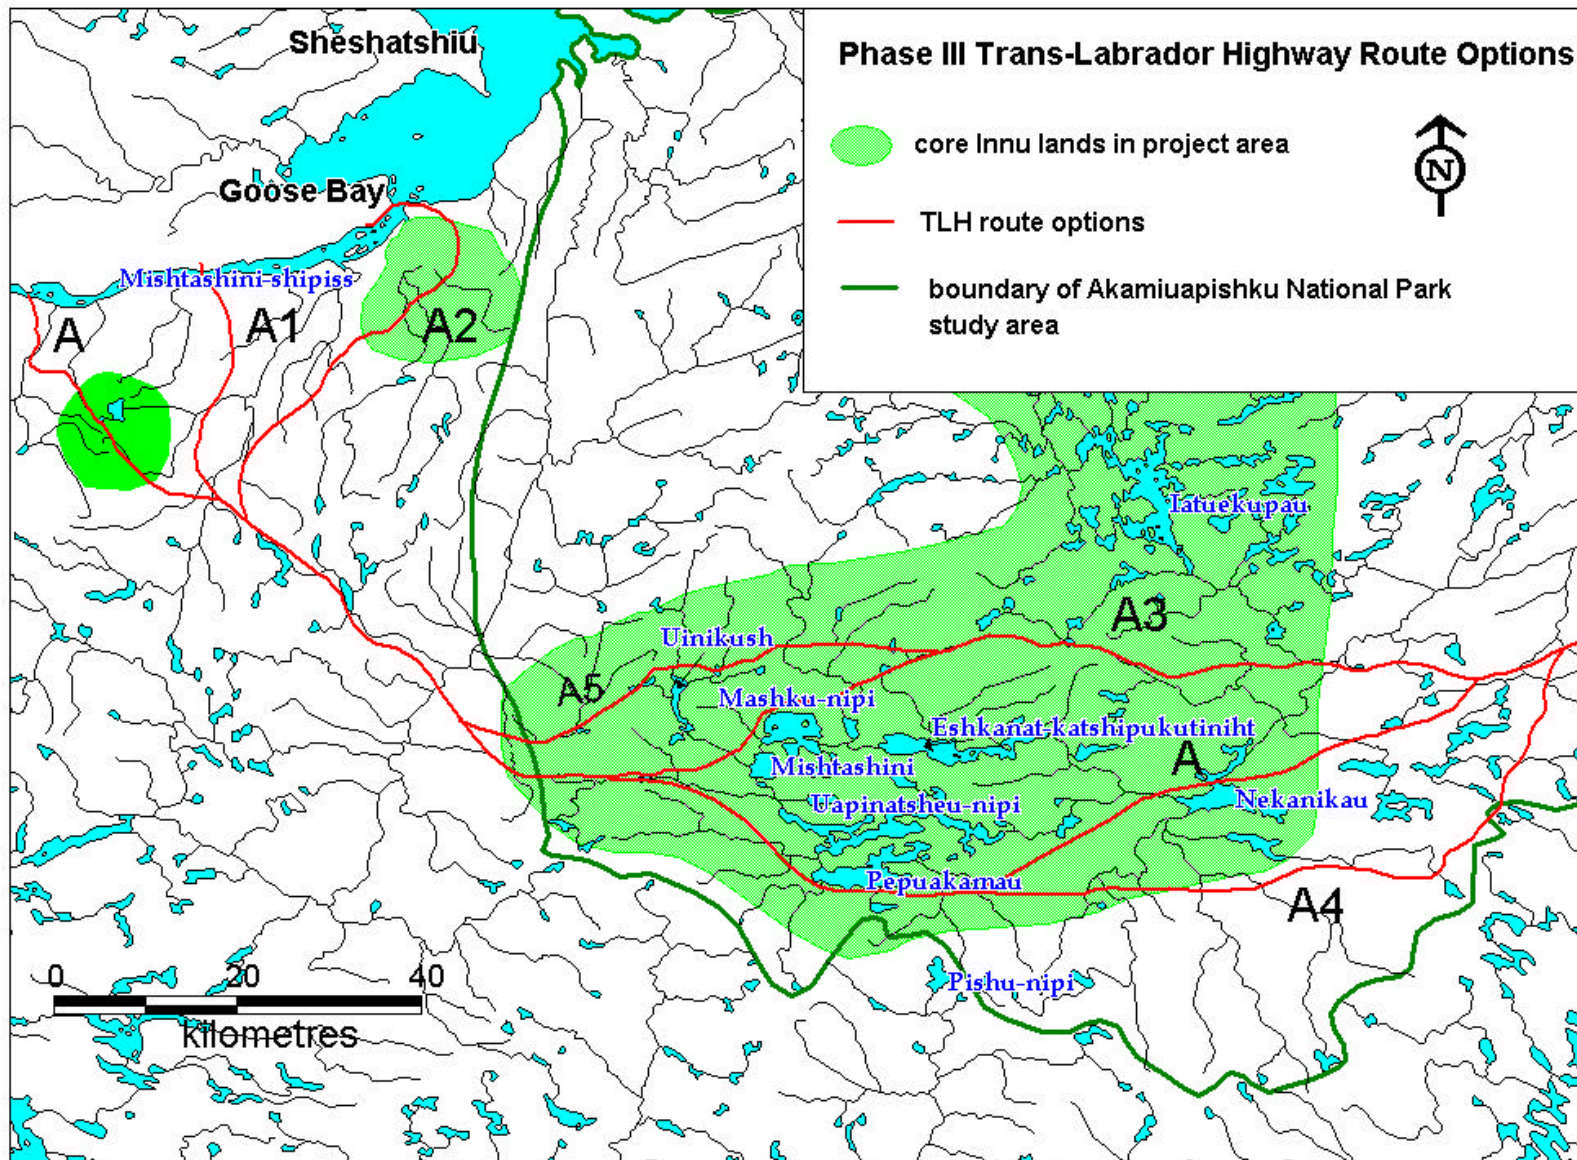 Sheshatshiu
Phase III Trans-Labrador Highway Route Options
core Innu lands in project area
N
Goose Bay
TLH route options
Mishtashini-shipiss
boundary of Akamiuapishku National Park
study area
A
A1
A2
Iatuekupau
A3
Uinikush
A5
Mashku-nipi
Eshkanat-katshipukutiniht
Mishtashini
A
Uapinatsheu-nipi
Nekanikau
Pepuakamau
A4
0 20 40
Pishu-nipi
kilometres